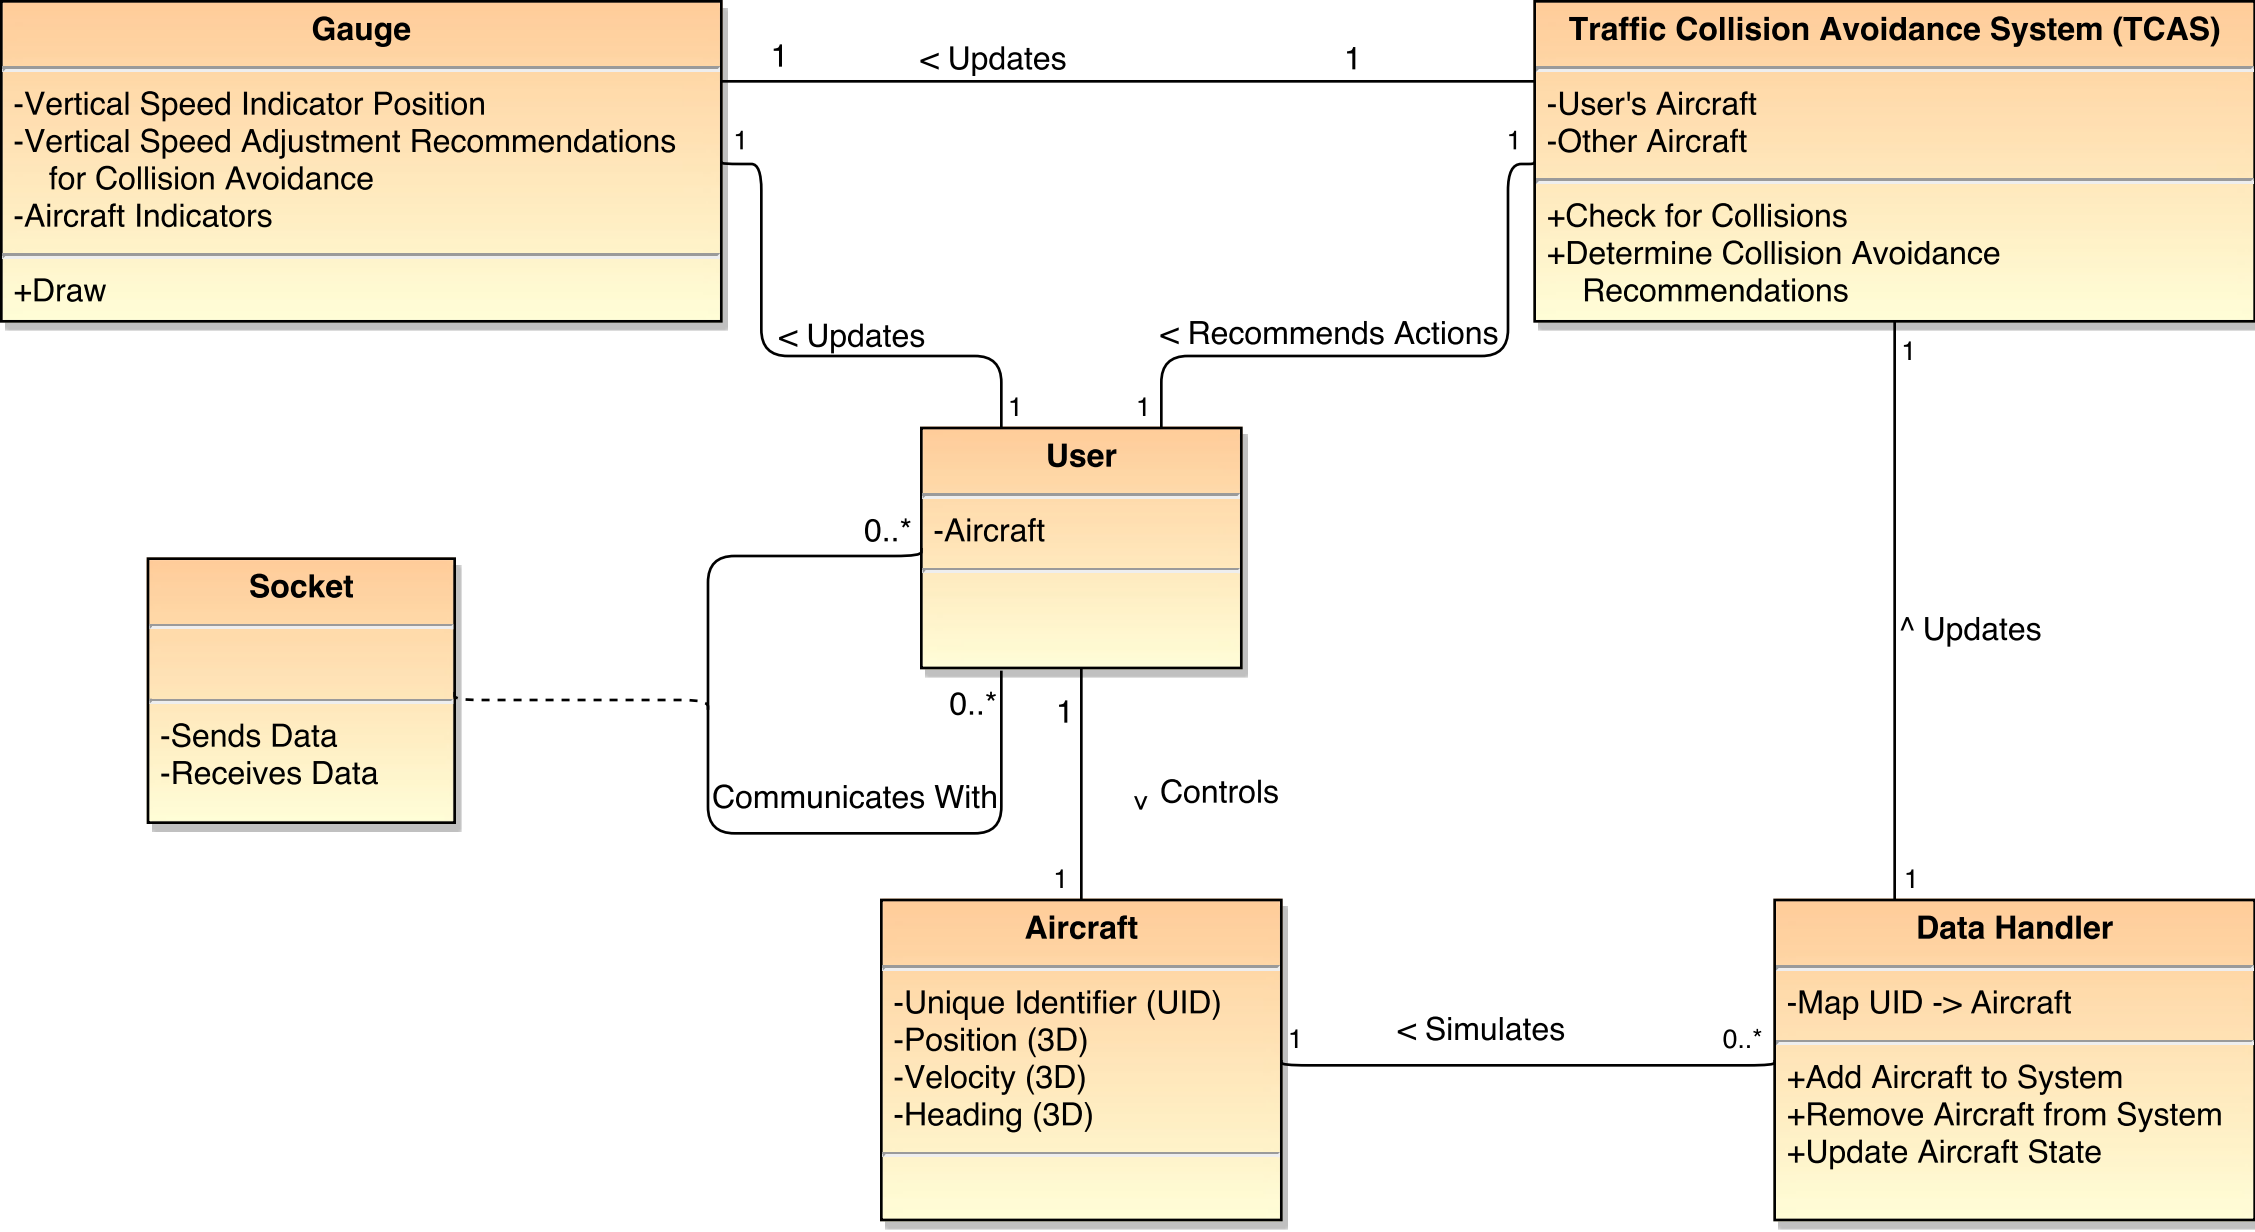 Gauge
-Vertical Speed Indicator Position
-Vertical Speed Adjustment Recommendations
for Collision Avoidance
-Aircraft Indicators
+Draw
1
< Updates
1
Traffic Collision Avoidance System (TCAS)
-User's Aircraft
-Other Aircraft
+Check for Collisions
+Determine Collision Avoidance
Recommendations
1
< Updates
1
1
< Recommends Actions
1
User
-Aircraft
0..*
0..*
Communicates With
Socket
-Sends Data
-Receives Data
1
v Controls
1
1
^ Updates
1
Aircraft
-Unique Identifier (UID)
-Position (3D)
-Velocity (3D)
-Heading (3D)
1
< Simulates
0..*
Data Handler
-Map UID -> Aircraft
+Add Aircraft to System
+Remove Aircraft from System
+Update Aircraft State